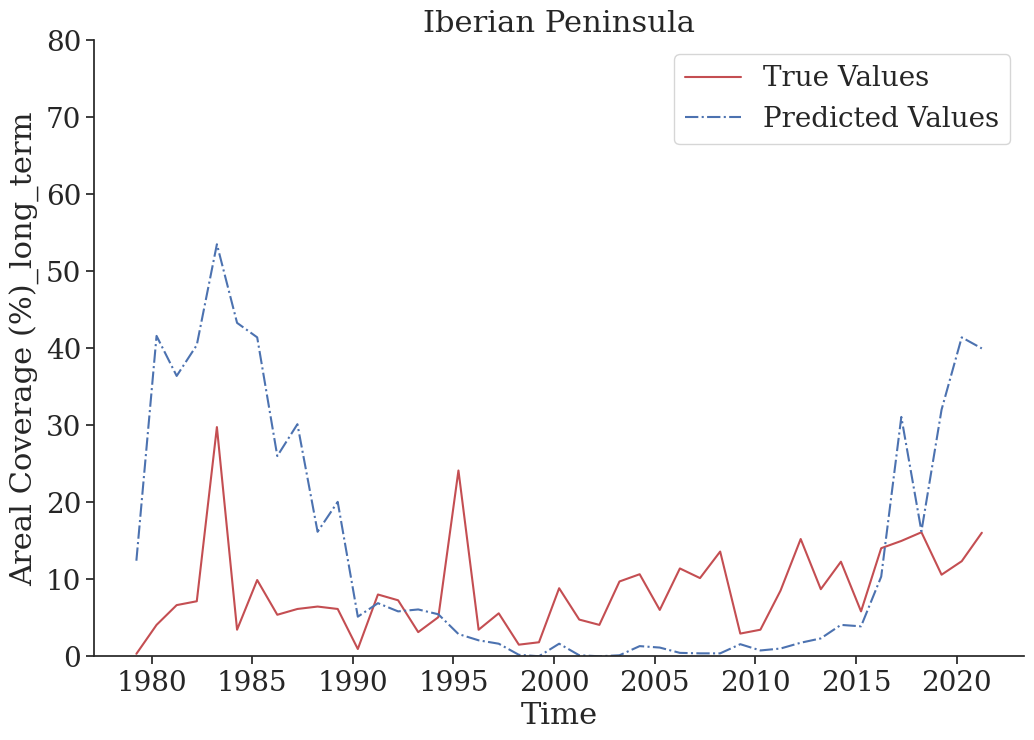 Iberian Peninsula
True Values
Predicted Values
Areal Coverage (%)_long_term
80
70
60
50
40
30
20
10
0
1980 1985 1990 1995 2000 2005 2010 2015 2020
Time